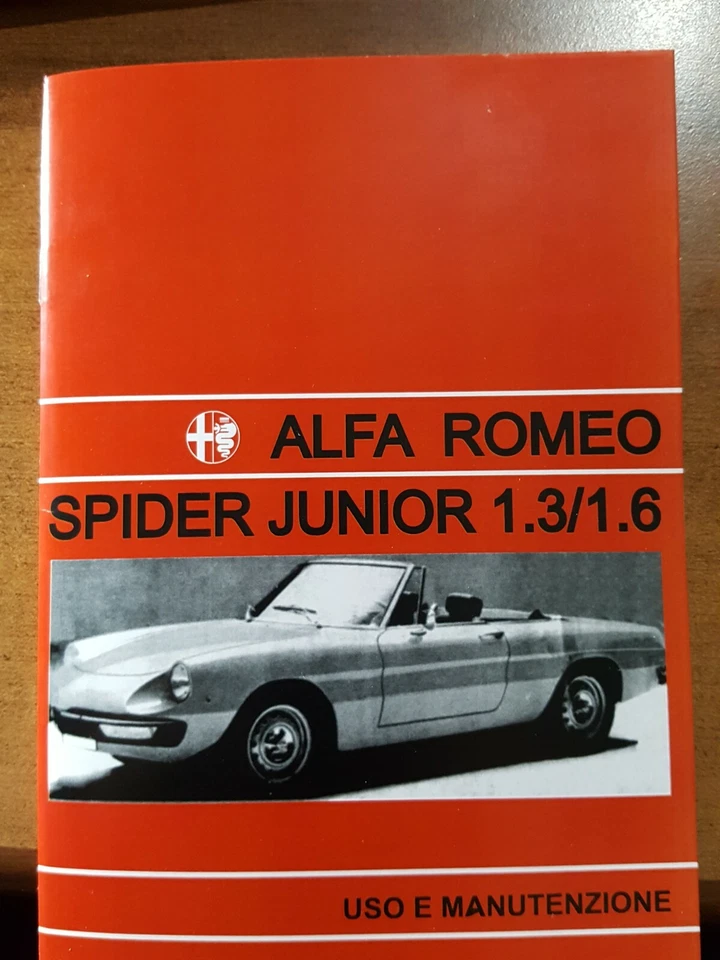 ALFA ROMEO
SPIDER JUNIOR 1.3/1.6
USO E MANUTENZIONE